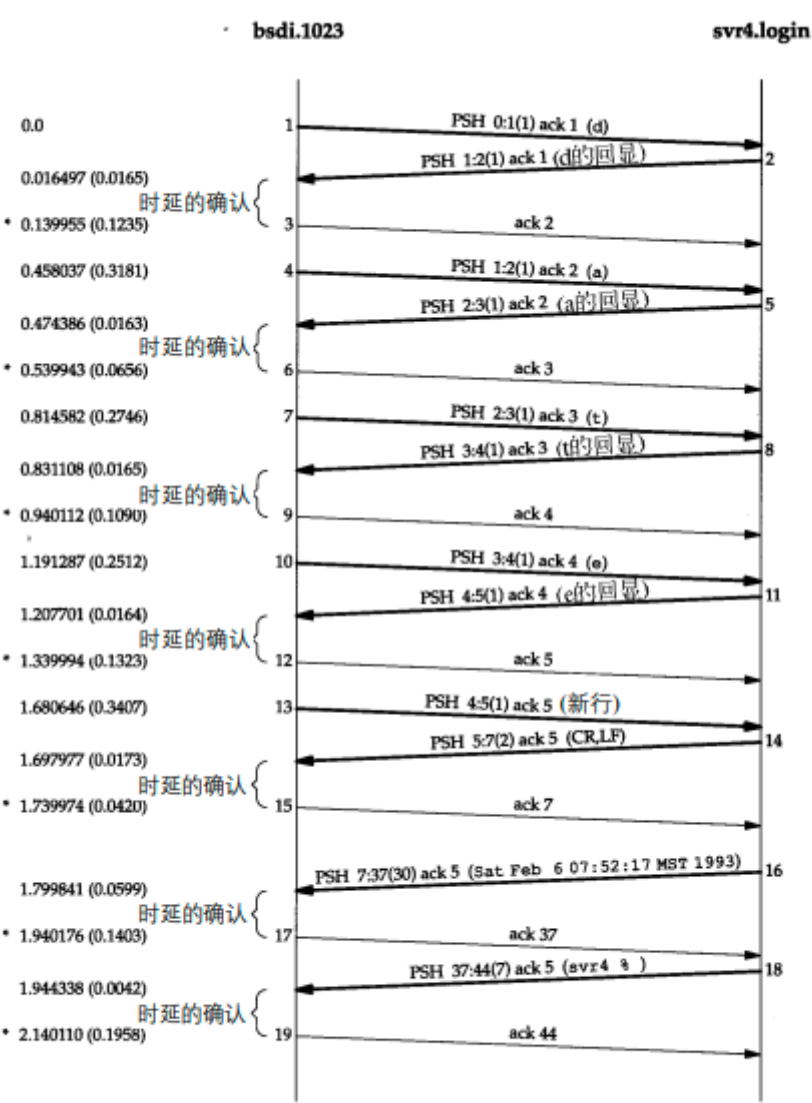 bsdi.1023 svr4.login
0.0 1 PSH 0:1(1) ack 1 (d)
PSH 1:2(1) ack 1 (d的回显) 2
0.016497 (0.0165)
时延的确认
* 0.139955 (0.1235) 3 ack 2
0.458037 (0.3181) 4 PSH 1:2(1) ack 2 (a)
PSH 2:3(1) ack 2 (a的回显) 5
0.474386 (0.0163)
时延的确认
* 0.539943 (0.0656) 6 ack 3
0.814582 (0.2746) 7 PSH 2:3(1) ack 3 (t)
PSH 3:4(1) ack 3 (t的回显) 8
0.831108 (0.0165)
时延的确认
* 0.940112 (0.1090) 9 ack 4
1.191287 (0.2512) 10 PSH 3:4(1) ack 4 (e)
PSH 4:5(1) ack 4 (e的回显) 11
1.207701 (0.0164)
时延的确认
* 1.339994 (0.1323) 12 ack 5
1.680646 (0.3407) 13 PSH 4:5(1) ack 5 (新行)
PSH 5:7(2) ack 5 (CR,LF) 14
1.697977 (0.0173)
时延的确认
* 1.739974 (0.0420) 15 ack 7
PSH 7:37(30) ack 5 (Sat Feb 6 07:52:17 MST 1993) 16
1.799841 (0.0599)
时延的确认
* 1.940176 (0.1403) 17 ack 37
PSH 37:44(7) ack 5 (svr4 % ) 18
1.944338 (0.0042)
时延的确认
* 2.140110 (0.1958) 19 ack 44